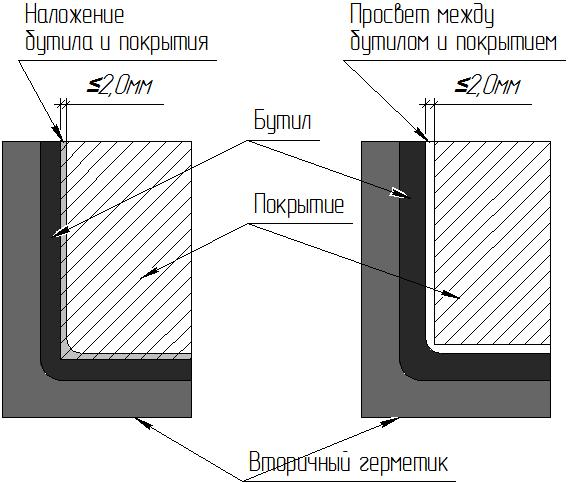 Наложение
бутила и покрытия
≤2,0мм
Просвет между
бутилом и покрытием
≤2,0мм
Бутил
Покрытие
Вторичный герметик